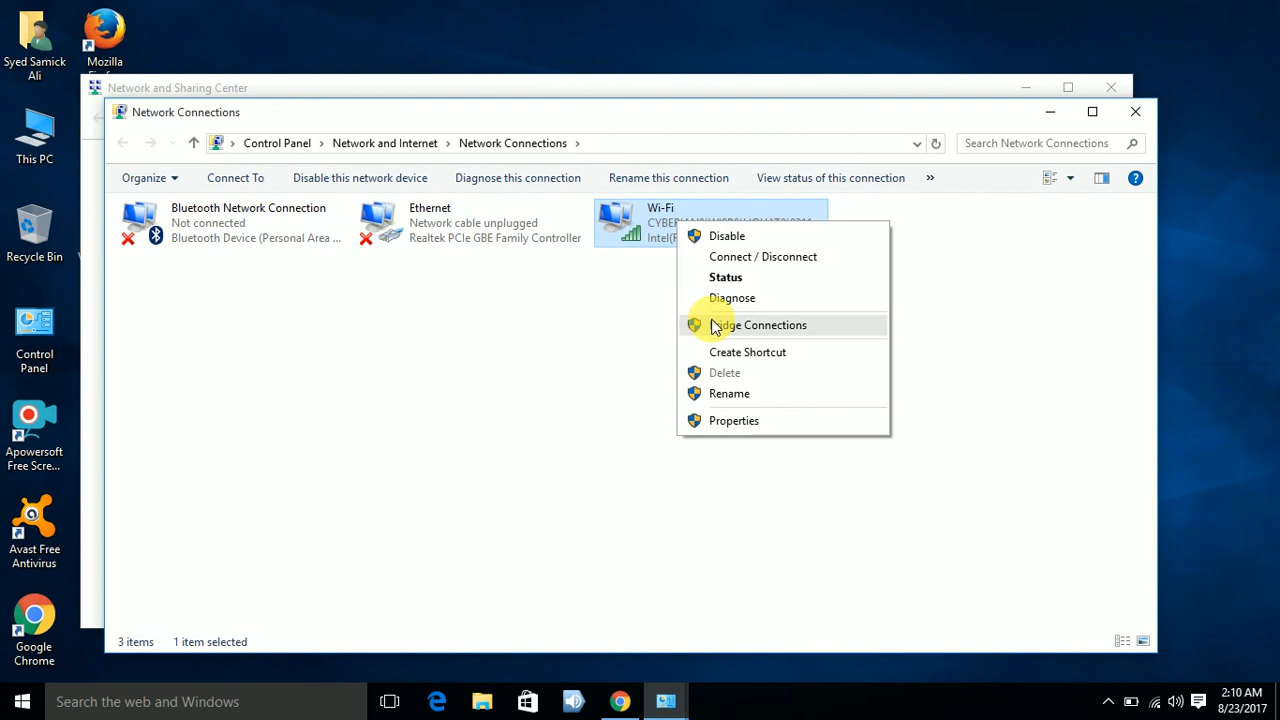 Syed Samick
Ali
Mozilla
This PC
Recycle Bin
Control
Panel
Apowersoft
Free Scre...
Avast Free
Antivirus
Google
Chrome
Network and Sharing Center
Network Connections
Control Panel
Network and Internet
Network Connections
Search Network Connections
Organize
Connect To
Disable this network device
Diagnose this connection
Rename this connection
View status of this connection
»
Bluetooth Network Connection
Not connected
Bluetooth Device (Personal Area ...
Ethernet
Network cable unplugged
Realtek PCIe GBE Family Controller
Wi-Fi
Disable
Connect / Disconnect
Status
Diagnose
Connections
Create Shortcut
Delete
Rename
Properties
3 items
1 item selected
Search the web and Windows
2:10 AM
8/23/2017